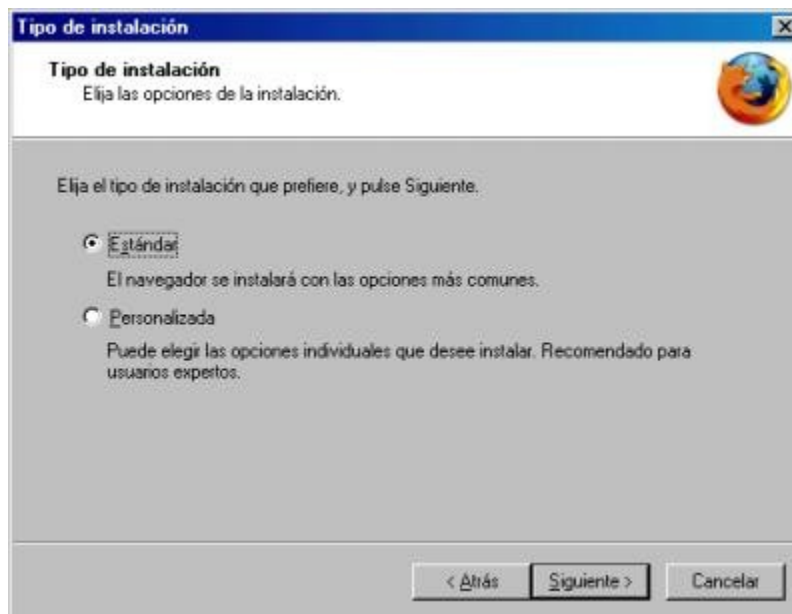 Tipo de instalación
Tipo de instalación
Elija las opciones de la instalación.
Elija el tipo de instalación que prefiere, y pulse Siguiente.
Estándar
El navegador se instalará con las opciones más comunes.
Personalizada
Puede elegir las opciones individuales que desee instalar. Recomendado para
usuarios expertos.
< Atrás Siguiente > Cancelar